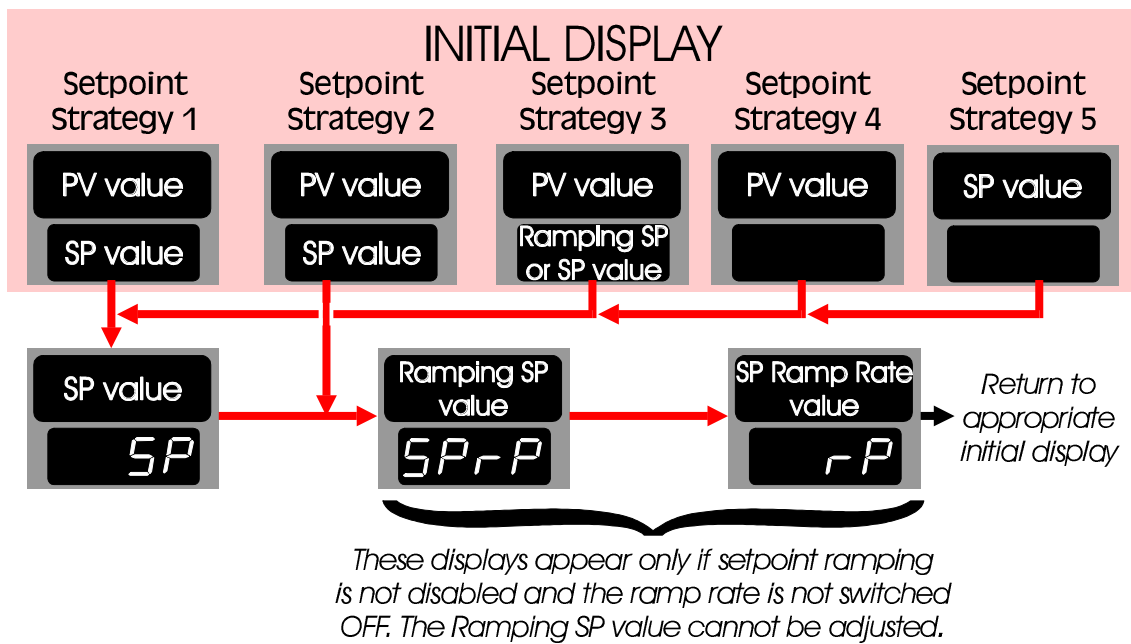 INITIAL DISPLAY
Setpoint
Strategy 1
Setpoint
Strategy 2
Setpoint
Strategy 3
Setpoint
Strategy 4
Setpoint
Strategy 5
PV value
SP value
PV value
SP value
PV value
Ramping SP
or SP value
PV value
SP value
SP value
SP
Ramping SP
value
SPrP
SP Ramp Rate
value
rP
Return to
appropriate
initial display
These displays appear only if setpoint ramping
is not disabled and the ramp rate is not switched
OFF. The Ramping SP value cannot be adjusted.